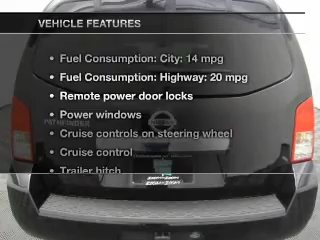 VEHICLE FEATURES
• Fuel Consumption: City: 14 mpg
• Fuel Consumption: Highway: 20 mpg
• Remote power door locks
• Power windows
PATHFINDER
• Cruise controls on steering wheel
• Cruise control
• Trailer hitch